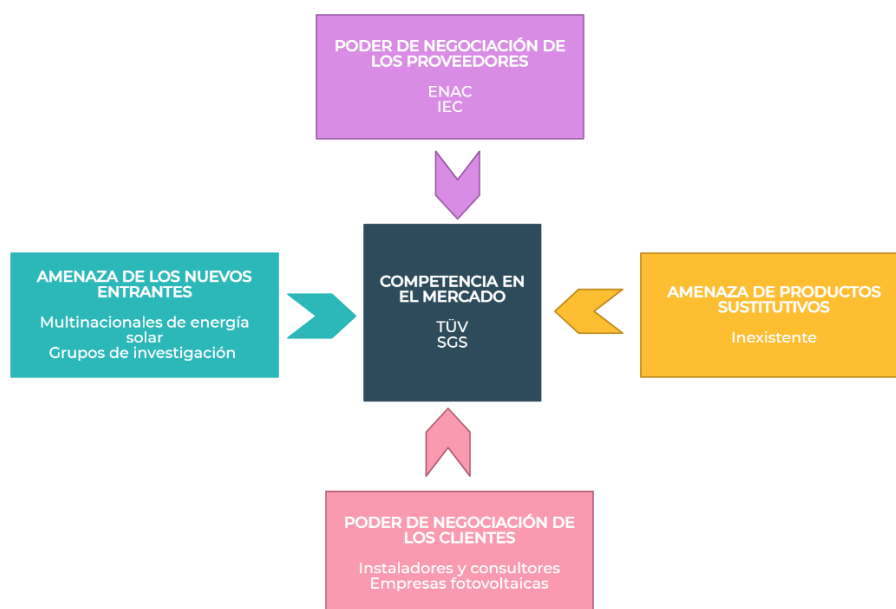 PODER DE NEGOCIACIÓN DE
LOS PROVEEDORES
ENAC
IEC
AMENAZA DE LOS NUEVOS
ENTRANTES
Multinacionales de energía
solar
Grupos de investigación
COMPETENCIA EN
EL MERCADO
TÜV
SGS
AMENAZA DE PRODUCTOS
SUSTITUTIVOS
Inexistente
PODER DE NEGOCIACIÓN DE
LOS CLIENTES
Instaladores y consultores
Empresas fotovoltaicas